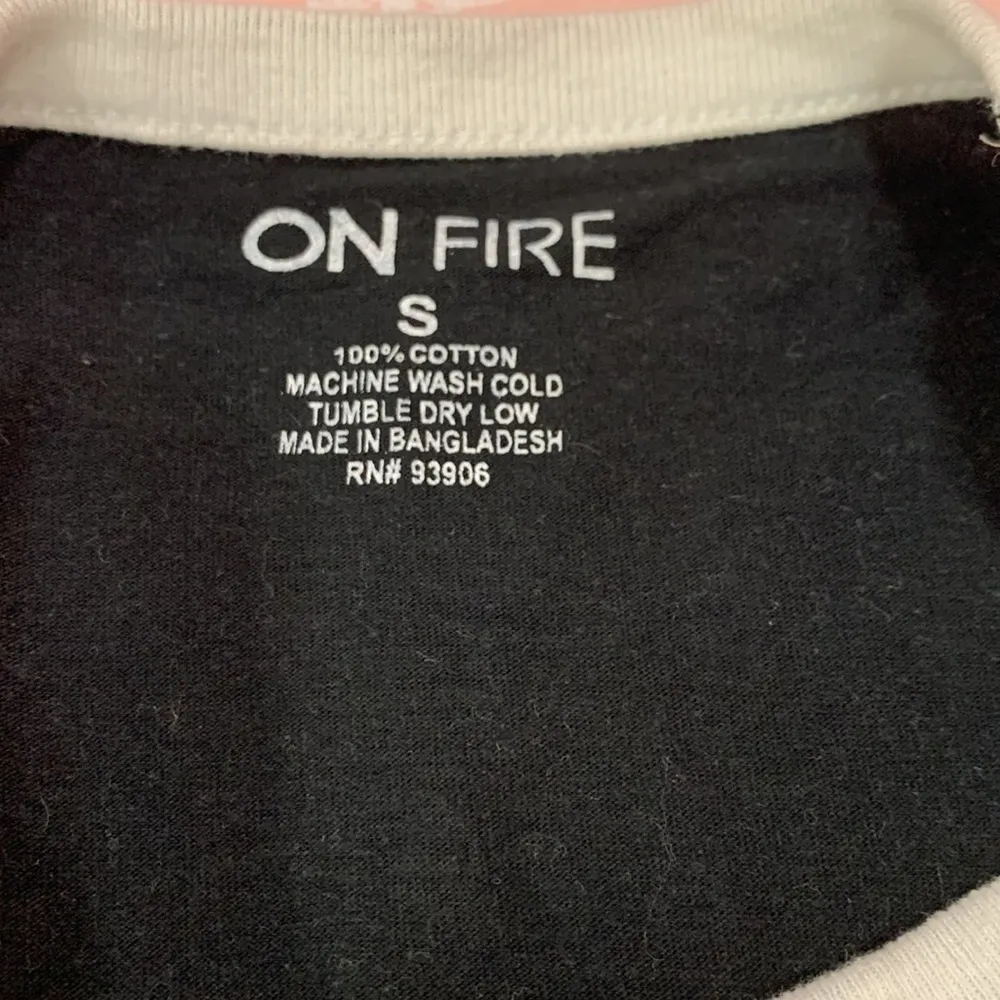 ON FIRE
S
100% COTTON
MACHINE WASH COLD
TUMBLE DRY LOW
MADE IN BANGLADESH
RN# 93906